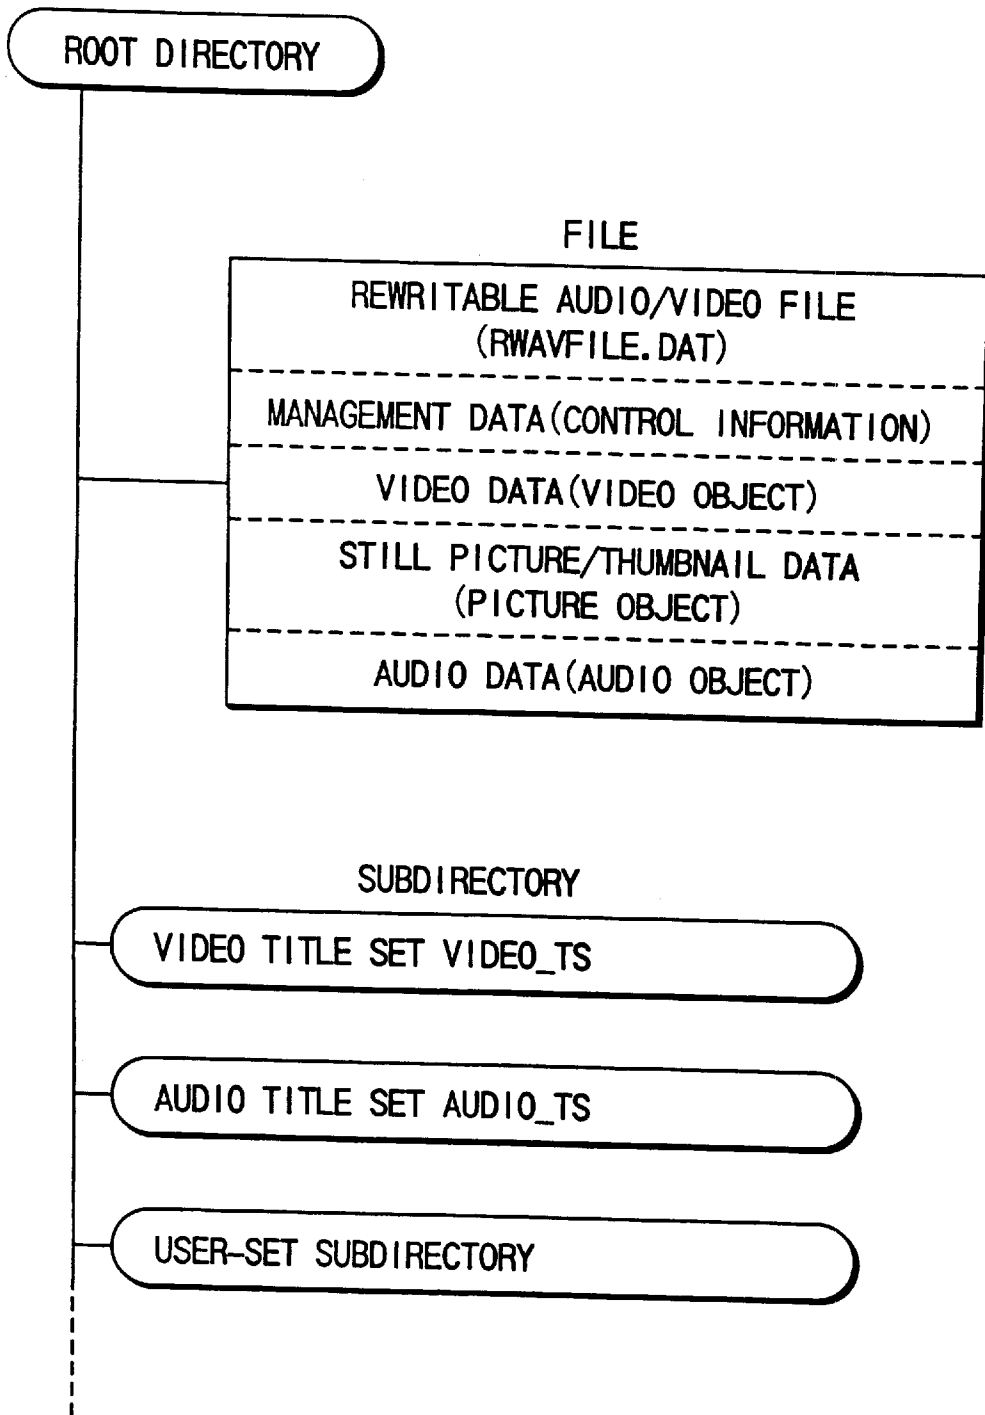 ROOT DIRECTORY
FILE
REWRITABLE AUDIO/VIDEO FILE
(RWAVFILE.DAT)
MANAGEMENT DATA(CONTROL INFORMATION)
VIDEO DATA(VIDEO OBJECT)
STILL PICTURE/THUMBNAIL DATA
(PICTURE OBJECT)
AUDIO DATA(AUDIO OBJECT)
SUBDIRECTORY
VIDEO TITLE SET VIDEO_TS
AUDIO TITLE SET AUDIO_TS
USER-SET SUBDIRECTORY